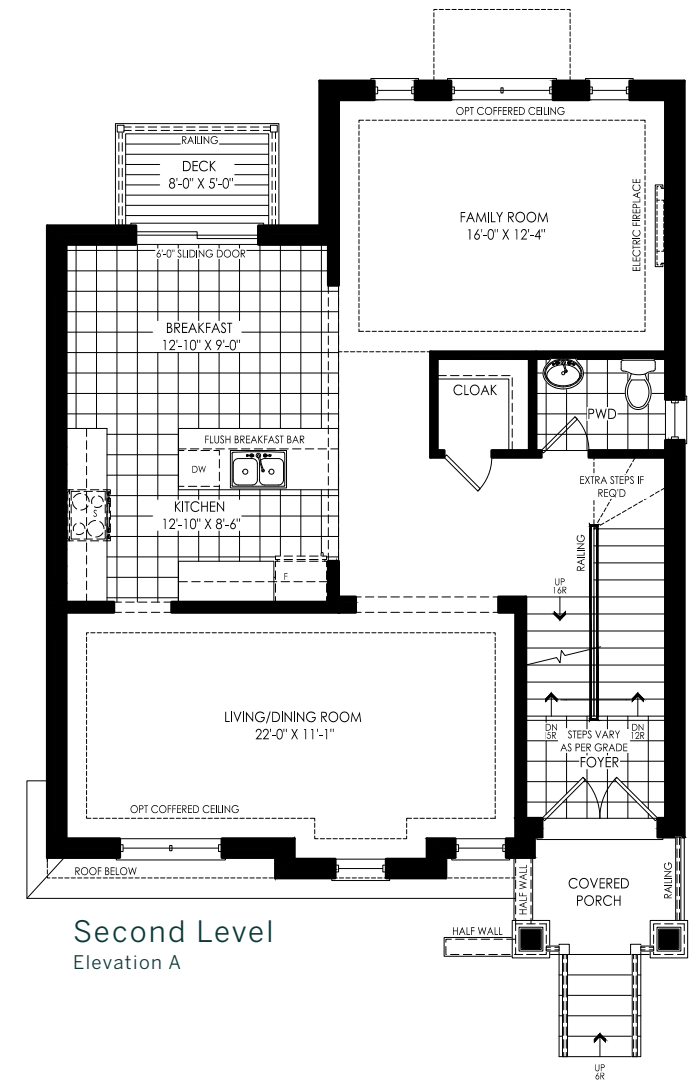 OPT COFFERED CEILING
RAILING
DECK
8'-0" X 5'-0"
FAMILY ROOM
16'-0" X 12'-4"
ELECTRIC FIREPLACE
6'-0" SLIDING DOOR
BREAKFAST
12'-10" X 9'-0"
CLOAK
PWD
FLUSH BREAKFAST BAR
DW
EXTRA STEPS IF
REQ'D
S
KITCHEN
12'-10" X 8'-6"
RAILING
F
UP
16R
LIVING/DINING ROOM
22'-0" X 11'-1"
DN
5R
STEPS VARY
AS PER GRADE
DN
12R
FOYER
OPT COFFERED CEILING
ROOF BELOW
HALF WALL
COVERED
PORCH
RAILING
Second Level
Elevation A
HALF WALL
UP
6R